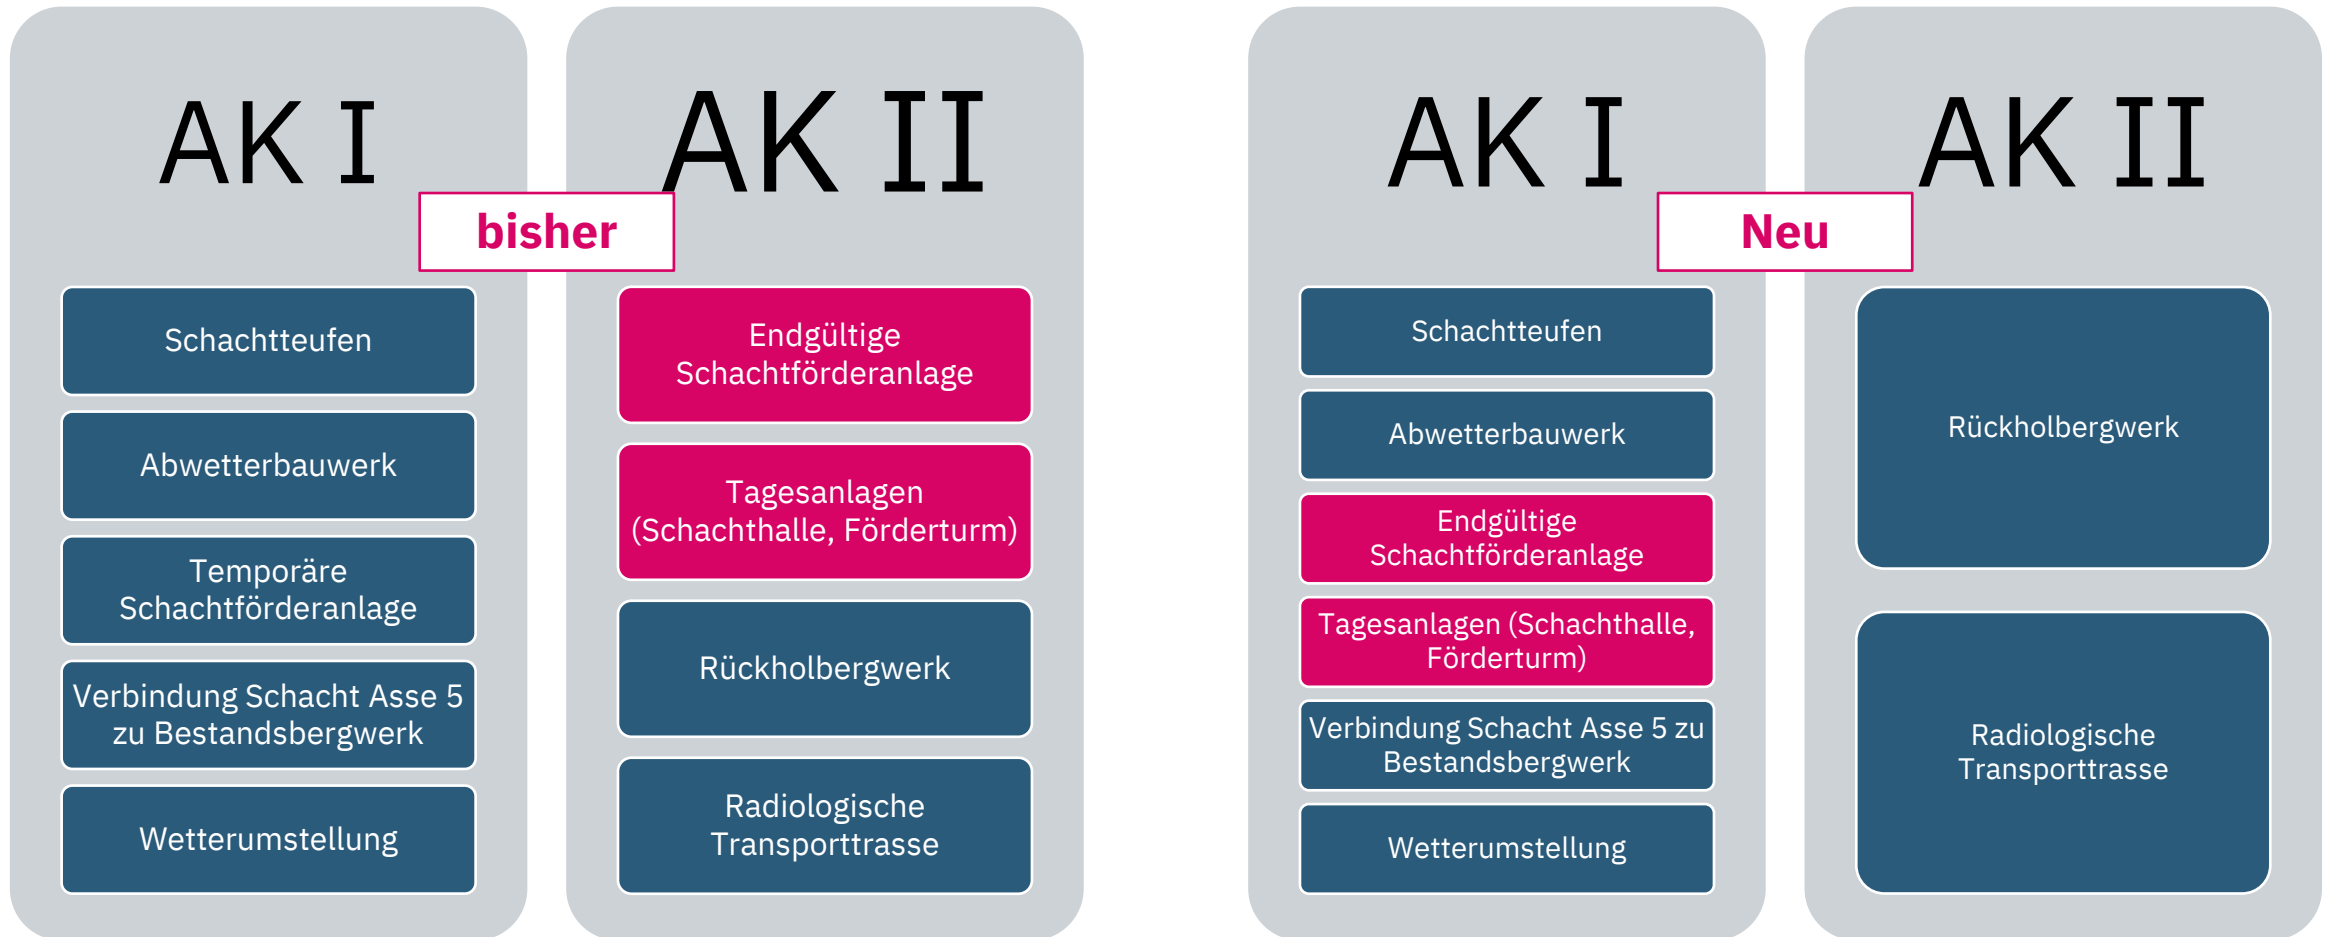 AK I
AK II
bisher
Schachtteufen
Abwetterbauwerk
Temporäre
Schachtförderanlage
Verbindung Schacht Asse 5
zu Bestandsbergwerk
Wetterumstellung
Endgültige
Schachtförderanlage
Tagesanlagen
(Schachthalle, Förderturm)
Rückholbergwerk
Radiologische
Transporttrasse
AK I
AK II
Neu
Schachtteufen
Abwetterbauwerk
Endgültige
Schachtförderanlage
Tagesanlagen (Schachthalle,
Förderturm)
Verbindung Schacht Asse 5 zu
Bestandsbergwerk
Wetterumstellung
Rückholbergwerk
Radiologische
Transporttrasse